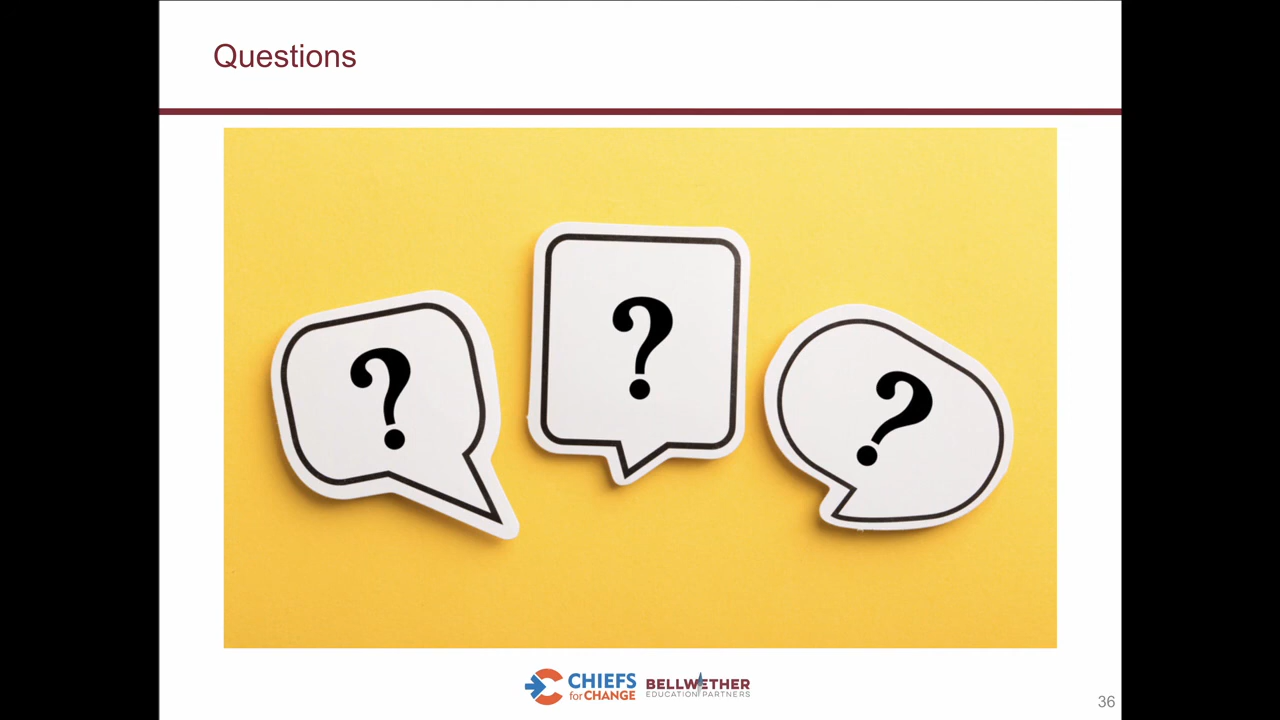 Questions
?
?
?
CHIEFS
for CHANGE
BELLWETHER
EDUCATION PARTNERS
36